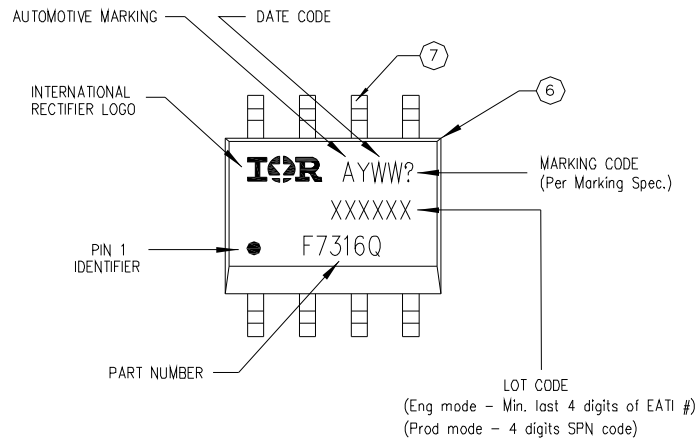 AUTOMOTIVE MARKING
DATE CODE
7
INTERNATIONAL
RECTIFIER LOGO
6
IOR AYWW?
MARKING CODE
(Per Marking Spec.)
XXXXXX
PIN 1
IDENTIFIER
F7316Q
PART NUMBER
LOT CODE
(Eng mode – Min. last 4 digits of EATI #)
(Prod mode – 4 digits SPN code)